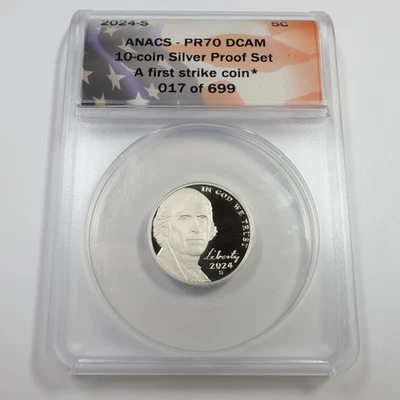 2024-S 5C
ANACS - PR70 DCAM
10-coin Silver Proof Set
A first strike coin*
017 of 699
IN GOD WE TRUST
Liberty
2024
S